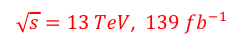 √s = 13 TeV, 139 fb⁻¹